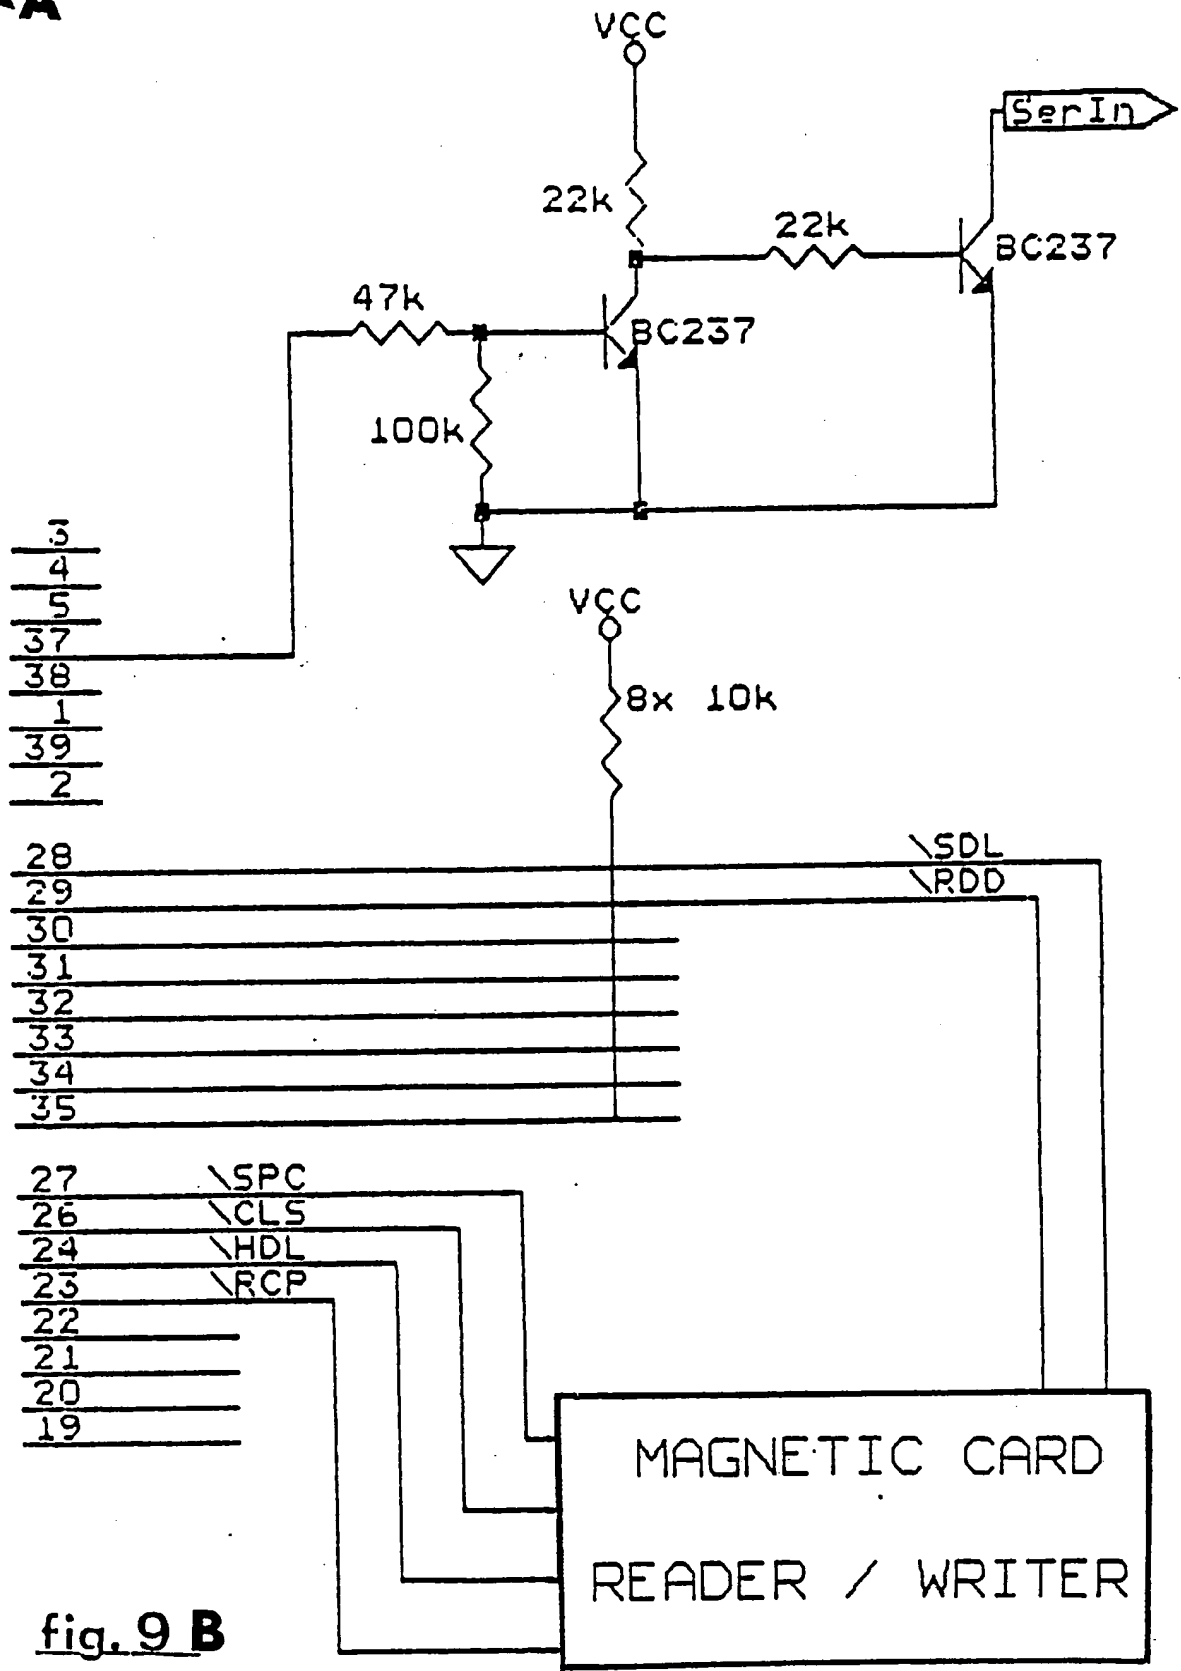 A
VCC
SerIn
22k
22k
BC237
47k
BC237
100k
3
4
5
37
38
1
39
2
VCC
8x 10k
28 \SDL
29 \RDD
30
31
32
33
34
35
27 \SPC
26 \CLS
24 \HDL
23 \RCP
22
21
20
19
MAGNETIC CARD
READER / WRITER
fig. 9 B